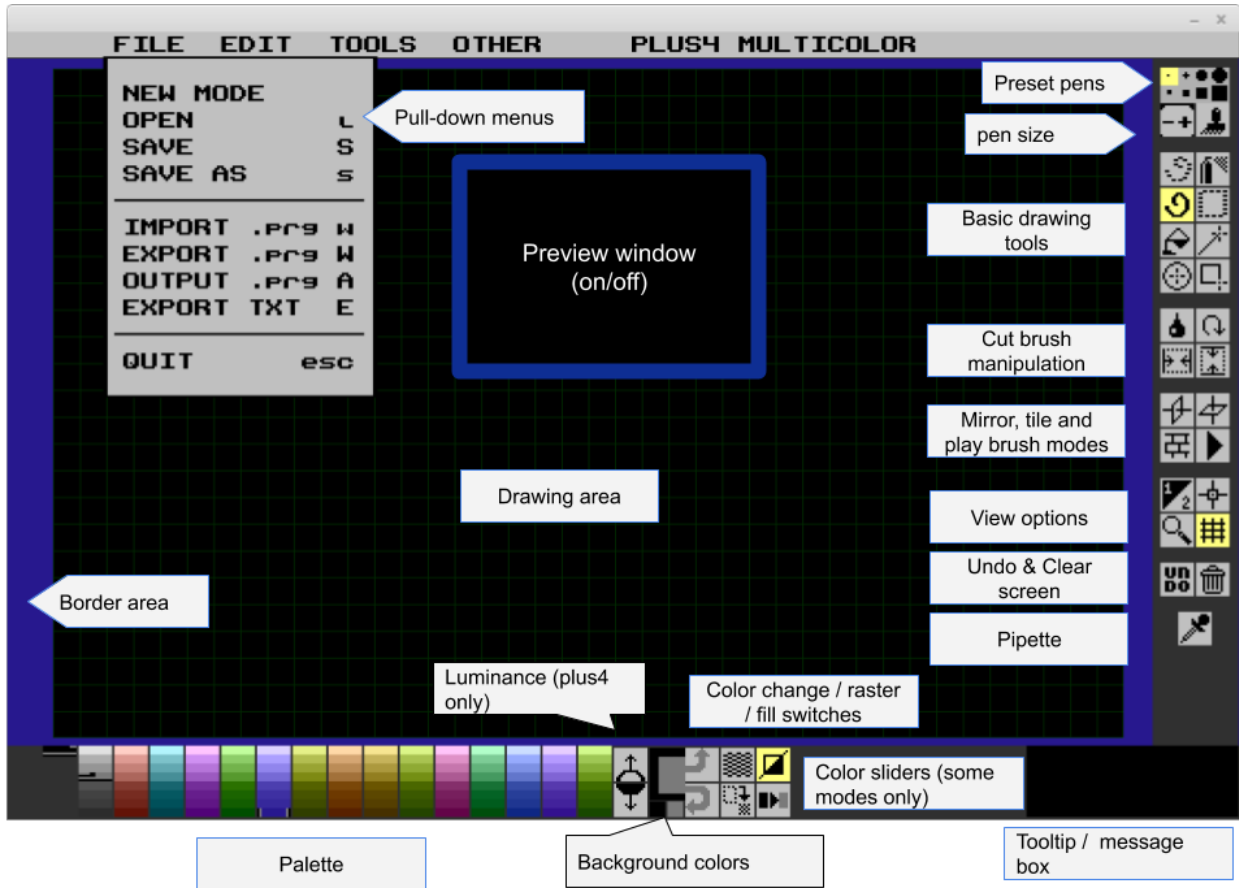 FILE EDIT TOOLS OTHER PLUS4 MULTICOLOR
NEW MODE
OPEN L
SAVE S
SAVE AS s
IMPORT .prg w
EXPORT .prg W
OUTPUT .prg A
EXPORT TXT E
QUIT esc
Pull-down menus
Preview window
(on/off)
Preset pens
pen size
Basic drawing
tools
Cut brush
manipulation
Mirror, tile and
play brush modes
Drawing area
View options
Undo & Clear
screen
Border area
Pipette
1
2
UN
DO
Luminance (plus4
only)
Color change / raster
/ fill switches
Color sliders (some
modes only)
Palette
Background colors
Tooltip / message
box